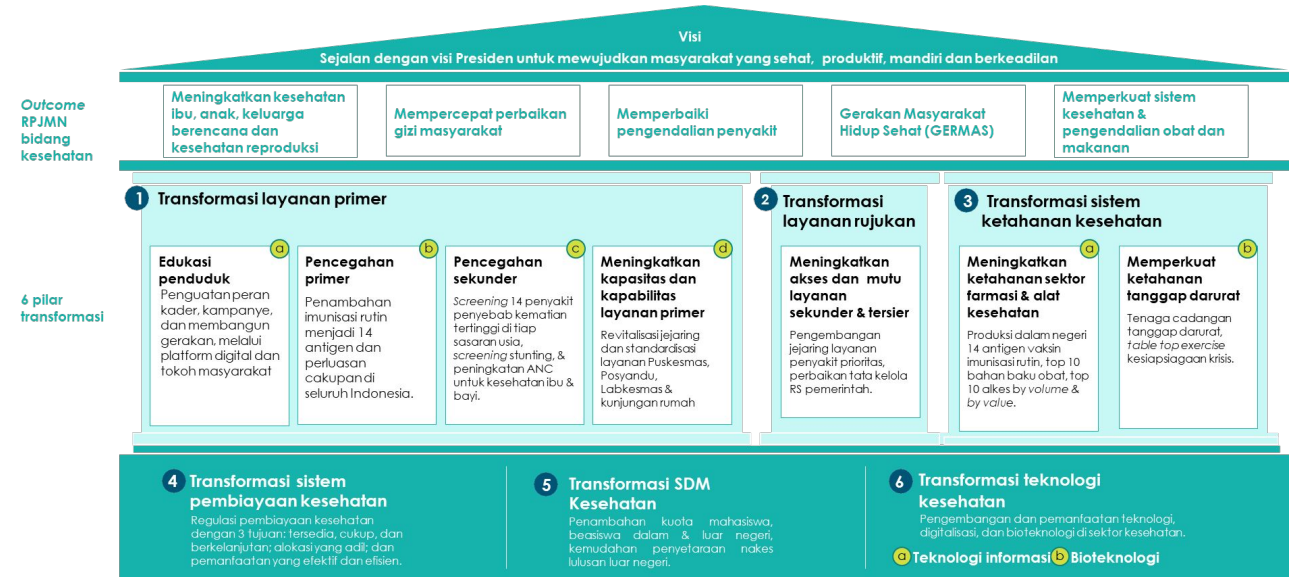 Visi
Sejalan dengan visi Presiden untuk mewujudkan masyarakat yang sehat, produktif, mandiri dan berkeadilan
Outcome
RPJMN
bidang
kesehatan
Meningkatkan kesehatan
ibu, anak, keluarga
berencana dan
kesehatan reproduksi
Mempercepat perbaikan
gizi masyarakat
Memperbaiki
pengendalian penyakit
Gerakan Masyarakat
Hidup Sehat (GERMAS)
Memperkuat sistem
kesehatan &
pengendalian obat dan
makanan
6 pilar
transformasi
1 Transformasi layanan primer
a
Edukasi
penduduk
Penguatan peran
kader, kampanye,
dan membangun
gerakan, melalui
platform digital dan
tokoh masyarakat
b
Pencegahan
primer
Penambahan
imunisasi rutin
menjadi 14
antigen dan
perluasan
cakupan di
seluruh Indonesia.
c
Pencegahan
sekunder
Screening 14 penyakit
penyebab kematian
tertinggi di tiap
sasaran usia,
screening stunting, &
peningkatan ANC
untuk kesehatan ibu &
bayi.
d
Meningkatkan
kapasitas dan
kapabilitas
layanan primer
Revitalisasi jejaring
dan standardisasi
layanan Puskesmas,
Posyandu,
Labkesmas &
kunjungan rumah
2 Transformasi
layanan rujukan
Meningkatkan
akses dan mutu
layanan
sekunder & tersier
Pengembangan
jejaring layanan
penyakit prioritas,
perbaikan tata kelola
RS pemerintah.
3 Transformasi sistem
ketahanan kesehatan
a
Meningkatkan
ketahanan sektor
farmasi & alat
kesehatan
Produksi dalam negeri
14 antigen vaksin
imunisasi rutin, top 10
bahan baku obat, top
10 alkes by volume &
by value.
b
Memperkuat
ketahanan
tanggap darurat
Tenaga cadangan
tanggap darurat,
table top exercise
kesiapsiagaan krisis.
4 Transformasi sistem
pembiayaan kesehatan
Regulasi pembiayaan kesehatan
dengan 3 tujuan: tersedia, cukup, dan
berkelanjutan; alokasi yang adil; dan
pemanfaatan yang efektif dan efisien.
5 Transformasi SDM
Kesehatan
Penambahan kuota mahasiswa,
beasiswa dalam & luar negeri,
kemudahan penyetaraan nakes
lulusan luar negeri.
6 Transformasi teknologi
kesehatan
Pengembangan dan pemanfaatan teknologi,
digitalisasi, dan bioteknologi di sektor kesehatan.
a Teknologi informasi b Bioteknologi